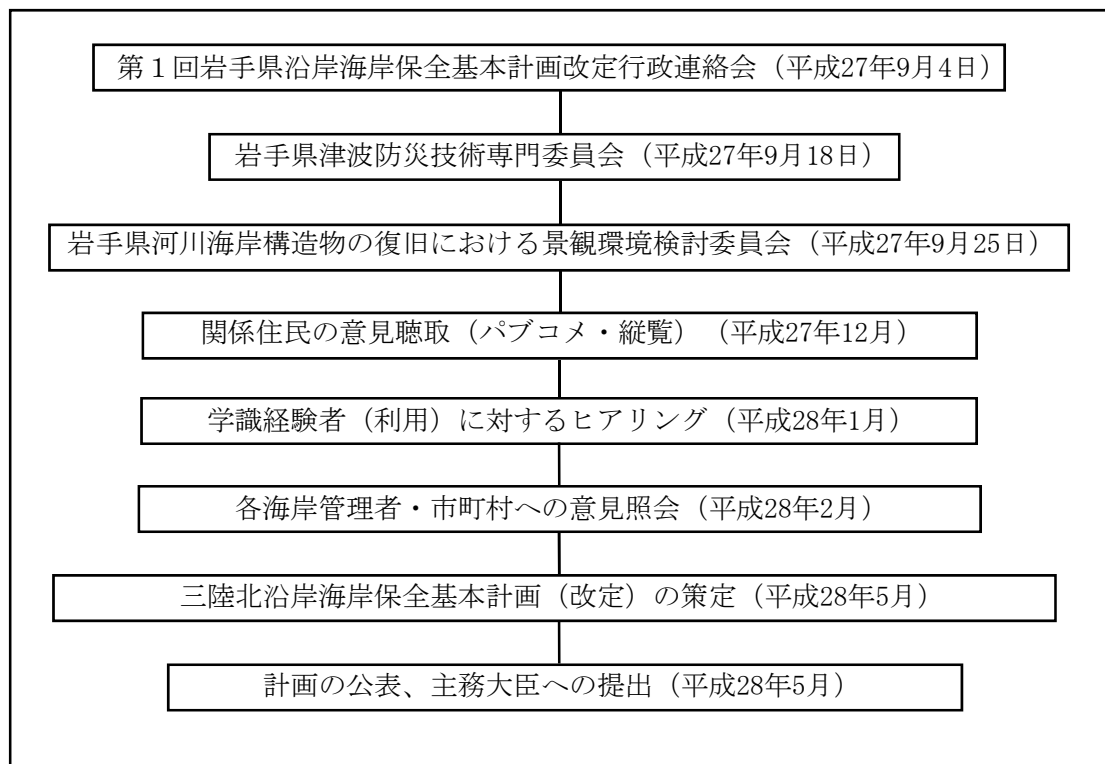 第１回岩手県沿岸海岸保全基本計画改定行政連絡会（平成27年9月4日）
岩手県津波防災技術専門委員会（平成27年9月18日）
岩手県河川海岸構造物の復旧における景観環境検討委員会（平成27年9月25日）
関係住民の意見聴取（パブコメ・縦覧）（平成27年12月）
学識経験者（利用）に対するヒアリング（平成28年1月）
各海岸管理者・市町村への意見照会（平成28年2月）
三陸北沿岸海岸保全基本計画（改定）の策定（平成28年5月）
計画の公表、主務大臣への提出（平成28年5月）